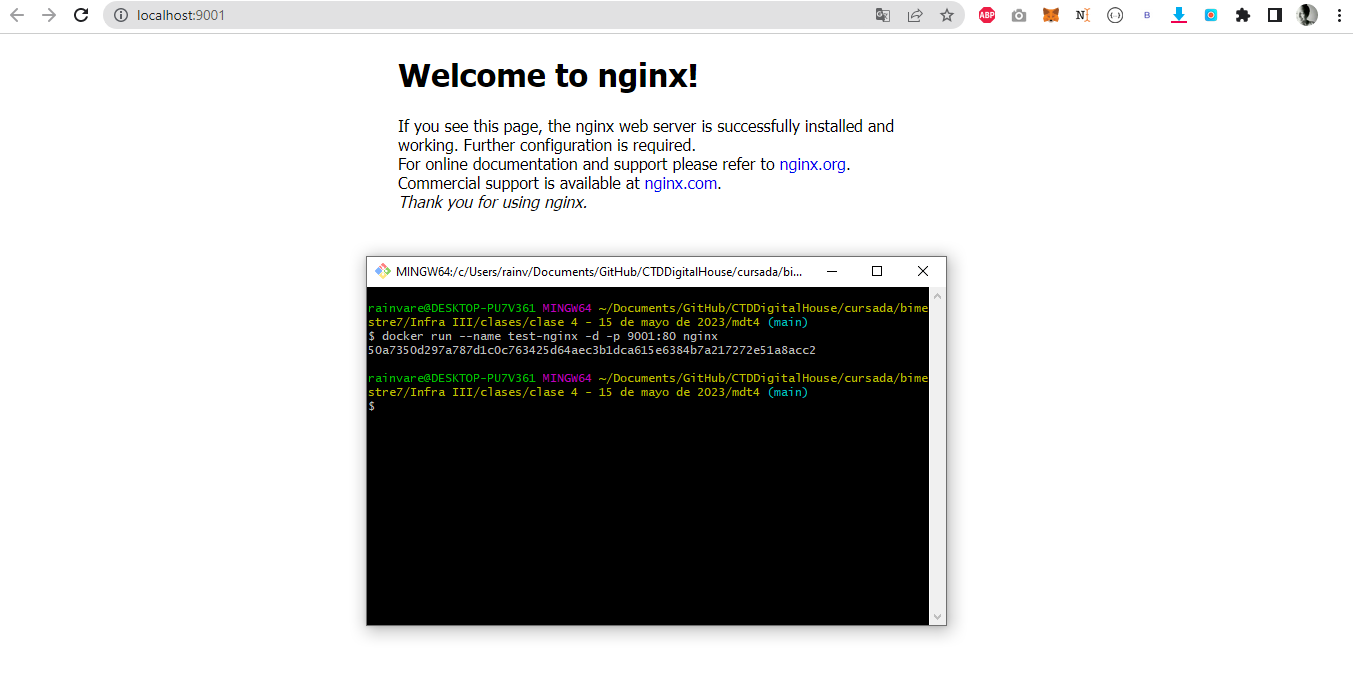 localhost:9001
ABP
N
B
Welcome to nginx!
If you see this page, the nginx web server is successfully installed and
working. Further configuration is required.
For online documentation and support please refer to nginx.org.
Commercial support is available at nginx.com.
Thank you for using nginx.
MINGW64:/c/Users/rainv/Documents/GitHub/CTDDigitalHouse/cursada/bi...
rainvare@DESKTOP-PU7V361 MINGW64 ~/Documents/GitHub/CTDDigitalHouse/cursada/bime
stre7/Infra III/clases/clase 4 - 15 de mayo de 2023/mdt4 (main)
$ docker run --name test-nginx -d -p 9001:80 nginx
50a7350d297a787d1c0c763425d64aec3b1dca615e6384b7a217272e51a8acc2
rainvare@DESKTOP-PU7V361 MINGW64 ~/Documents/GitHub/CTDDigitalHouse/cursada/bime
stre7/Infra III/clases/clase 4 - 15 de mayo de 2023/mdt4 (main)
$